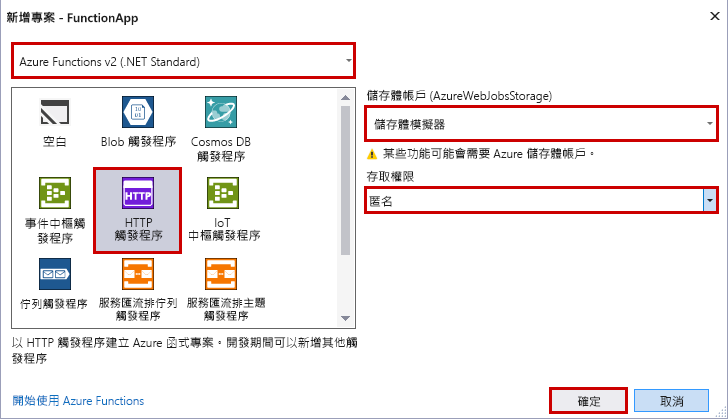 新增專案 - FunctionApp
Azure Functions v2 (.NET Standard)
空白
Blob 觸發程序
Cosmos DB
觸發程序
事件中樞觸
發程序
HTTP
HTTP
觸發程序
IoT
中樞觸發程序
佇列觸發程序
服務匯流排佇列
觸發程序
服務匯流排主題
觸發程序
以 HTTP 觸發程序建立 Azure 函式專案。開發期間可以新增其他觸
發程序
儲存體帳戶 (AzureWebJobsStorage)
儲存體模擬器
某些功能可能會需要 Azure 儲存體帳戶。
存取權限
匿名
開始使用 Azure Functions
確定
取消